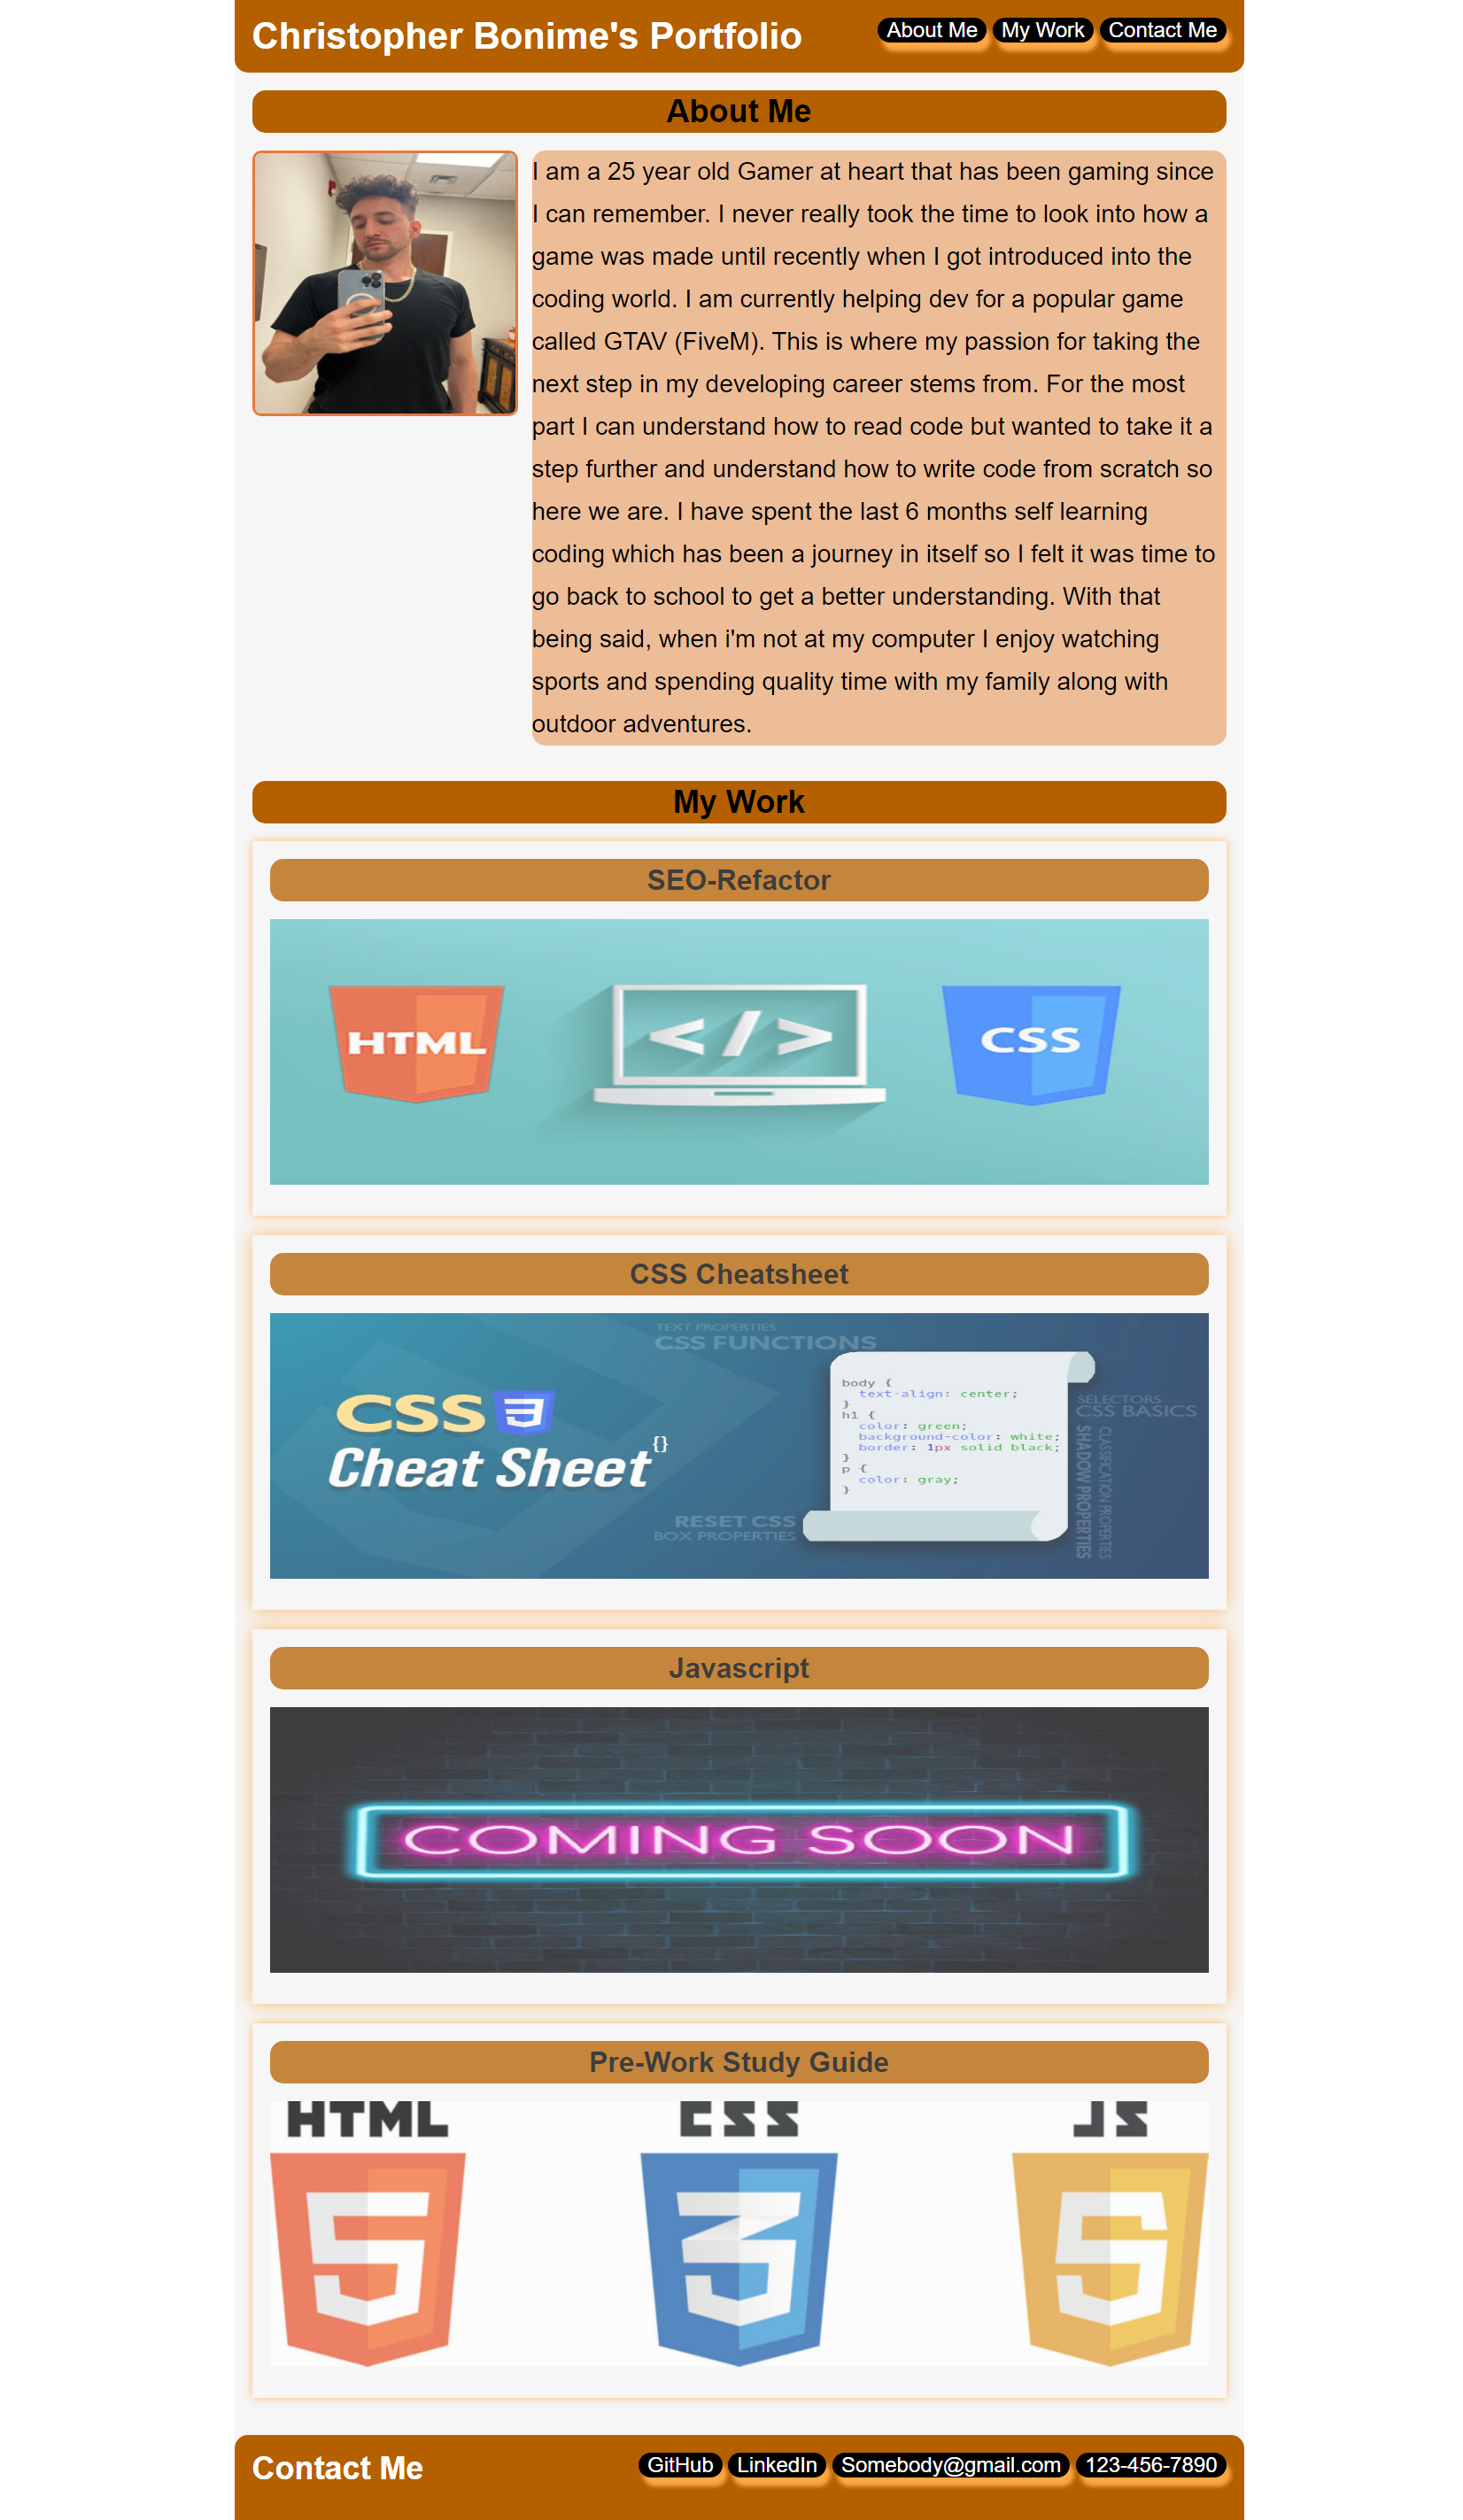 Christopher Bonime's Portfolio
About Me
My Work
Contact Me
About Me
I am a 25 year old Gamer at heart that has been gaming since
I can remember. I never really took the time to look into how a
game was made until recently when I got introduced into the
coding world. I am currently helping dev for a popular game
called GTAV (FiveM). This is where my passion for taking the
next step in my developing career stems from. For the most
part I can understand how to read code but wanted to take it a
step further and understand how to write code from scratch so
here we are. I have spent the last 6 months self learning
coding which has been a journey in itself so I felt it was time to
go back to school to get a better understanding. With that
being said, when i'm not at my computer I enjoy watching
sports and spending quality time with my family along with
outdoor adventures.
My Work
SEO-Refactor
HTML
</>
CSS
CSS Cheatsheet
TEXT PROPERTIES
CSS FUNCTIONS
CSS 3
Cheat Sheet {}
body {
text-align: center;
}
h1 {
color: green;
background-color: white;
border: 1px solid black;
}
p {
color: gray;
}
SELECTORS
CSS BASICS
SHADOW PROPERTIES
CLASSIFICATION PROPERTIES
RESET CSS
BOX PROPERTIES
Javascript
COMING SOON
Pre-Work Study Guide
HTML
CSS
JS
5
3
S
Contact Me
GitHub
LinkedIn
Somebody@gmail.com
123-456-7890